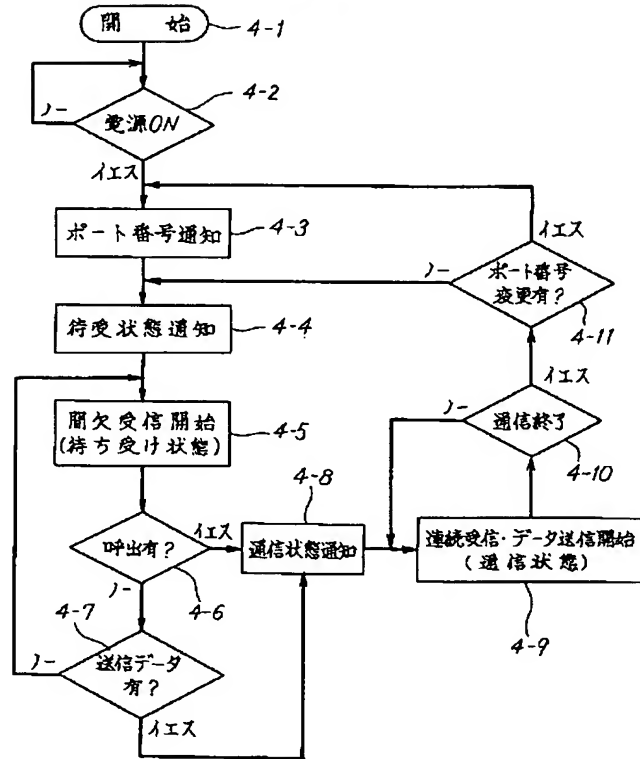 開　始
4-1
4-2
ノー
電源ON
イエス
ポート番号通知
4-3
イエス
ノー
ポート番号
変更有?
4-11
待受状態通知
4-4
イエス
ノー
通信終了
4-10
間欠受信開始
(待ち受け状態)
4-5
4-8
呼出有?
イエス
通信状態通知
連続受信・データ送信開始
(通信状態)
4-9
ノー
4-6
4-7
ノー
送信データ
有?
イエス